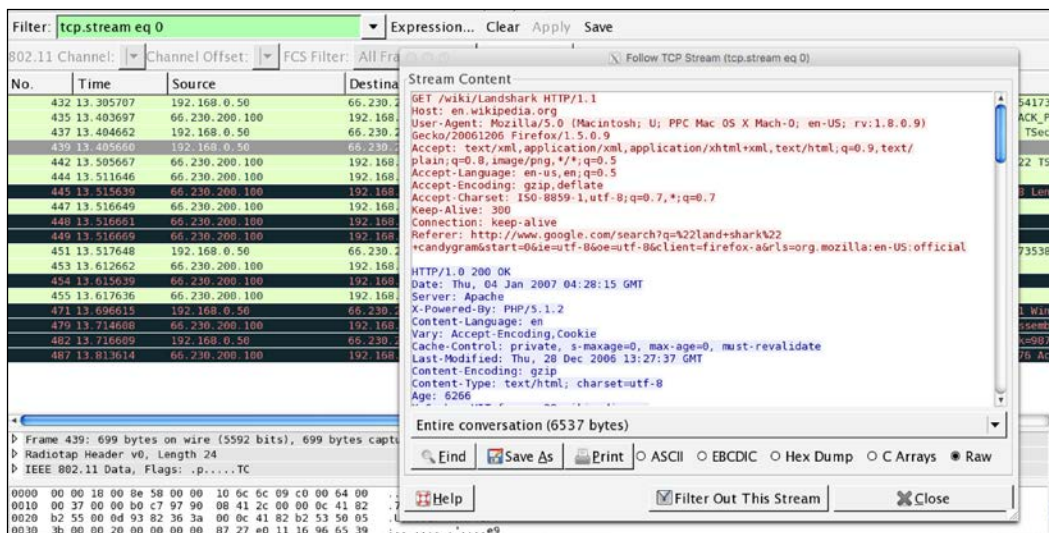 Filter: tcp.stream eq 0 Expression... Clear Apply Save
802.11 Channel: Channel Offset: FCS Filter: All Fra
No. Time Source Destina
432 13.305707 192.168.0.50 66.230.2
435 13.403697 66.230.200.100 192.168.
437 13.404662 192.168.0.50 66.230.2
439 13.405660 192.168.0.50 66.230.2
442 13.505667 66.230.200.100 192.168.
444 13.511646 66.230.200.100 192.168.
445 13.515639 66.230.200.100 192.168.
447 13.516649 66.230.200.100 192.168.
448 13.516661 66.230.200.100 192.168.
449 13.516669 66.230.200.100 192.168.
451 13.517648 192.168.0.50 66.230.2
453 13.612662 66.230.200.100 192.168.
454 13.615639 66.230.200.100 192.168.
455 13.617636 66.230.200.100 192.168.
471 13.696615 192.168.0.50 66.230.2
479 13.714608 66.230.200.100 192.168.
482 13.716609 192.168.0.50 66.230.2
487 13.813614 66.230.200.100 192.168.
Follow TCP Stream (tcp.stream eq 0)
Stream Content
GET /wiki/Landshark HTTP/1.1
Host: en.wikipedia.org
User-Agent: Mozilla/5.0 (Macintosh; U; PPC Mac OS X Mach-O; en-US; rv:1.8.0.9)
Gecko/20061206 Firefox/1.5.0.9
Accept: text/xml,application/xml,application/xhtml+xml,text/html;q=0.9,text/
plain;q=0.8,image/png,*/*;q=0.5
Accept-Language: en-us,en;q=0.5
Accept-Encoding: gzip,deflate
Accept-Charset: ISO-8859-1,utf-8;q=0.7,*;q=0.7
Keep-Alive: 300
Connection: keep-alive
Referer: http://www.google.com/search?q=%22land+shark%22
+candygram&start=0&ie=utf-8&oe=utf-8&client=firefox-a&rls=org.mozilla:en-US:official
HTTP/1.0 200 OK
Date: Thu, 04 Jan 2007 04:28:15 GMT
Server: Apache
X-Powered-By: PHP/5.1.2
Content-Language: en
Vary: Accept-Encoding,Cookie
Cache-Control: private, s-maxage=0, max-age=0, must-revalidate
Last-Modified: Thu, 28 Dec 2006 13:27:37 GMT
Content-Encoding: gzip
Content-Type: text/html; charset=utf-8
Age: 6266
Entire conversation (6537 bytes)
Find Save As Print ASCII EBCDIC Hex Dump C Arrays Raw
Help Filter Out This Stream Close
Frame 439: 699 bytes on wire (5592 bits), 699 bytes captu
Radiotap Header v0, Length 24
IEEE 802.11 Data, Flags: .p.....TC
0000 00 00 18 00 8e 58 00 00 10 6c 6c 09 c0 00 64 00
0010 00 37 00 00 b0 c7 97 90 08 41 2c 00 00 0c 41 82
0020 b2 55 00 0d 93 82 36 3a 00 0c 41 82 b2 53 50 05
0030 3b 00 00 20 00 00 00 00 87 27 e0 11 16 96 65 39